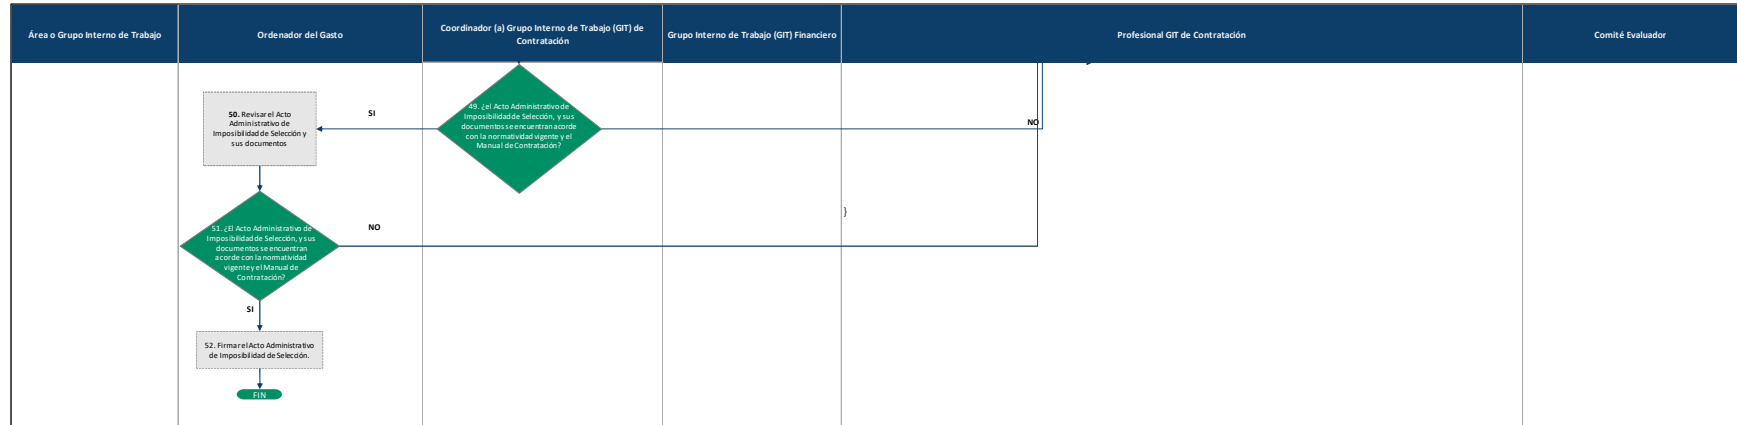 Área o Grupo Interno de Trabajo
Ordenador del Gasto
Coordinador (a) Grupo Interno de Trabajo (GIT) de
Contratación
Grupo Interno de Trabajo (GIT) Financiero
Profesional GIT de Contratación
Comité Evaluador
49. ¿el Acto Administrativo de
Imposibilidad de Selección, y sus
documentos se encuentran acorde
con la normatividad vigente y el
Manual de Contratación?
SI
NO
50. Revisar el Acto
Administrativo de
Imposibilidad de Selección y
sus documentos
}
51. ¿El Acto Administrativo de
Imposibilidad de Selección, y sus
documentos se encuentran
acorde con la normatividad
vigente y el Manual de
Contratación?
NO
SI
52. Firmar el Acto Administrativo
de Imposibilidad de Selección.
FIN